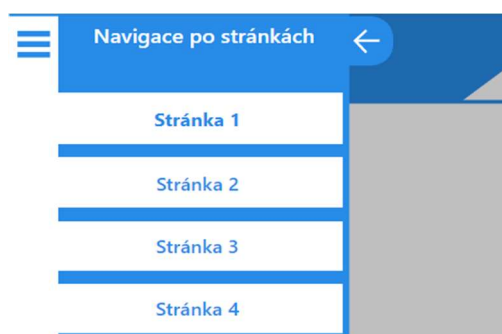 Navigace po stránkách
Stránka 1
Stránka 2
Stránka 3
Stránka 4